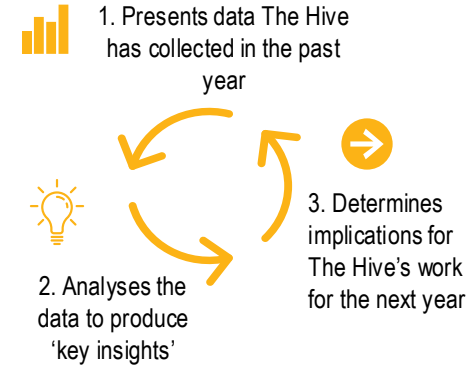 1. Presents data The Hive
has collected in the past
year
2. Analyses the
data to produce
‘key insights’
3. Determines
implications for
The Hive’s work
for the next year